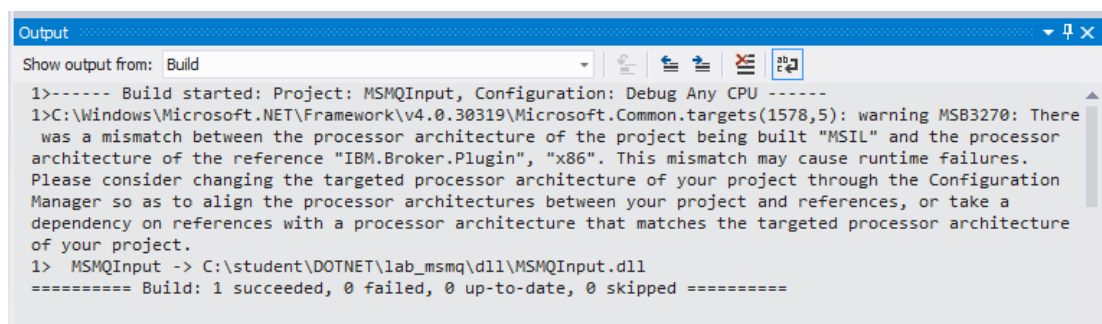 Output
Show output from: Build
1>------ Build started: Project: MSMQInput, Configuration: Debug Any CPU ------
1>C:\Windows\Microsoft.NET\Framework\v4.0.30319\Microsoft.Common.targets(1578,5): warning MSB3270: There
was a mismatch between the processor architecture of the project being built "MSIL" and the processor
architecture of the reference "IBM.Broker.Plugin", "x86". This mismatch may cause runtime failures.
Please consider changing the targeted processor architecture of your project through the Configuration
Manager so as to align the processor architectures between your project and references, or take a
dependency on references with a processor architecture that matches the targeted processor architecture
of your project.
1>  MSMQInput -> C:\student\DOTNET\lab_msmq\dll\MSMQInput.dll
========== Build: 1 succeeded, 0 failed, 0 up-to-date, 0 skipped ==========